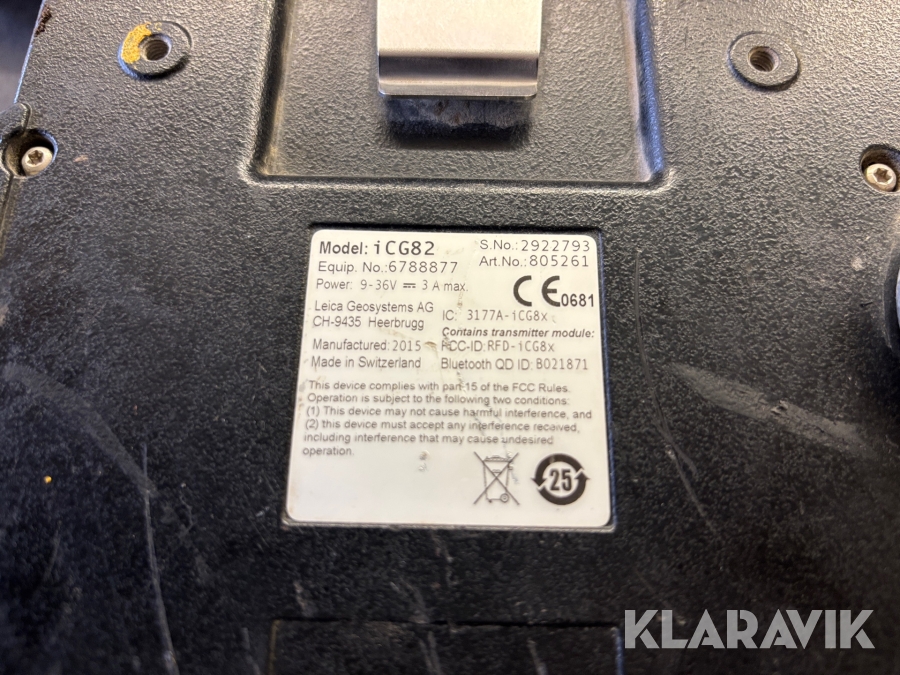 Model: iCG82
S.No.: 2922793
Equip. No.: 6788877
Art.No.: 805261
Power: 9-36V ⎓ 3 A max.
CE 0681
Leica Geosystems AG
IC: 3177A-iCG8x
CH-9435 Heerbrugg
Contains transmitter module:
Manufactured: 2015
FCC-ID: RFD-iCG8x
Made in Switzerland
Bluetooth QD ID: B021871
This device complies with part 15 of the FCC Rules.
Operation is subject to the following two conditions:
(1) This device may not cause harmful interference, and
(2) this device must accept any interference received,
including interference that may cause undesired
operation.
25
KLARAVIK